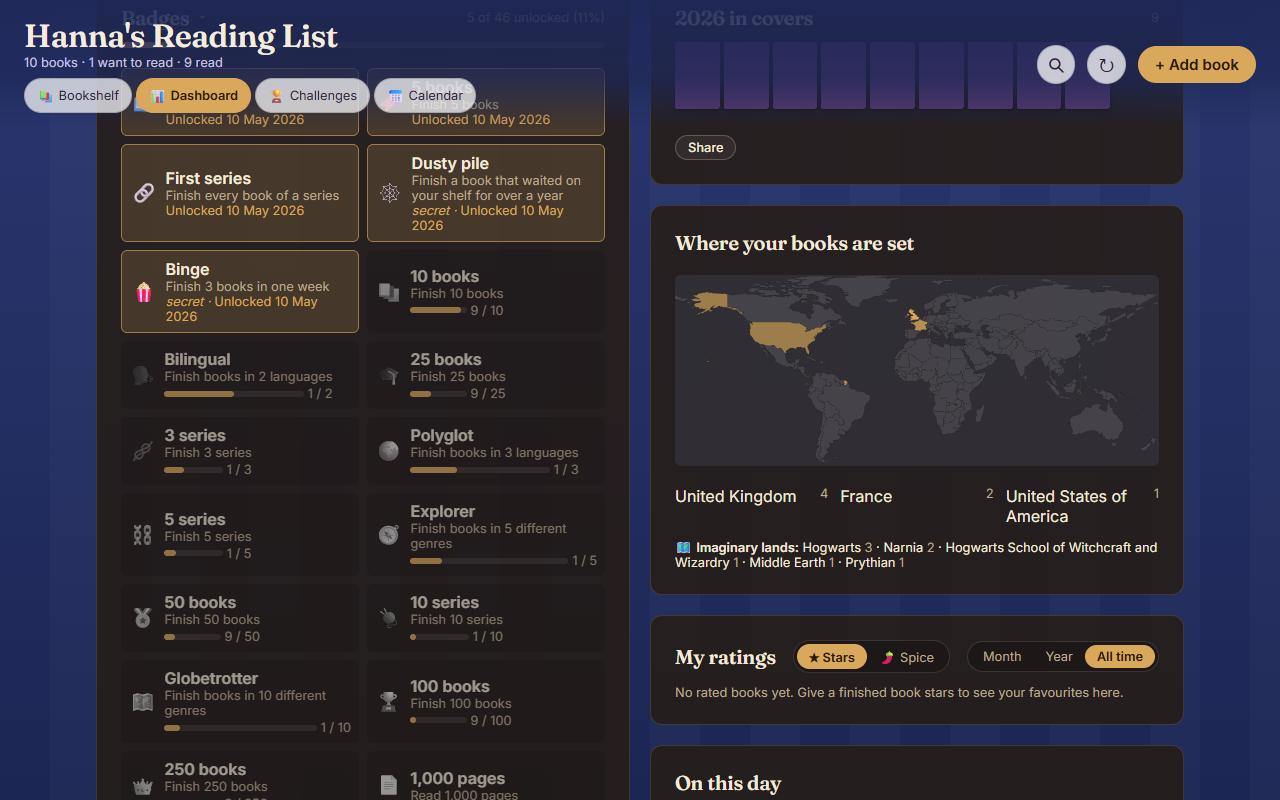 Badges
5 of 46 unlocked (11%)
2026 in covers
9
Hanna's Reading List
10 books · 1 want to read · 9 read
+ Add book
Bookshelf
Dashboard
Challenges
Calendar
5 books
Finish 5 books
Unlocked 10 May 2026
Unlocked 10 May 2026
Share
First series
Finish every book of a series
Unlocked 10 May 2026
Dusty pile
Finish a book that waited on
your shelf for over a year
secret · Unlocked 10 May
2026
Binge
Finish 3 books in one week
secret · Unlocked 10 May
2026
10 books
Finish 10 books
9 / 10
Bilingual
Finish books in 2 languages
1 / 2
25 books
Finish 25 books
9 / 25
3 series
Finish 3 series
1 / 3
Polyglot
Finish books in 3 languages
1 / 3
5 series
Finish 5 series
1 / 5
Explorer
Finish books in 5 different
genres
1 / 5
50 books
Finish 50 books
9 / 50
10 series
Finish 10 series
1 / 10
Globetrotter
Finish books in 10 different
genres
1 / 10
100 books
Finish 100 books
9 / 100
250 books
Finish 250 books
1,000 pages
Read 1,000 pages
Where your books are set
United Kingdom 4
France 2
United States of 1
America
Imaginary lands: Hogwarts 3 · Narnia 2 · Hogwarts School of Witchcraft and
Wizardry 1 · Middle Earth 1 · Prythian 1
My ratings
★ Stars
Spice
Month
Year
All time
No rated books yet. Give a finished book stars to see your favourites here.
On this day